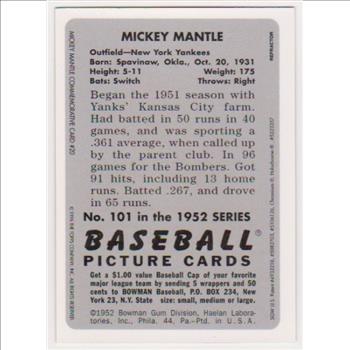 MICKEY MANTLE
Outfield—New York Yankees
Born: Spavinaw, Okla., Oct. 20, 1931
Height: 5-11 Weight: 175
Bats: Switch Throws: Right
Began the 1951 season with
Yanks' Kansas City farm.
Had batted in 50 runs in 40
games, and was sporting a
.361 average, when called up
by the parent club. In 96
games for the Bombers. Got
91 hits, including 13 home
runs. Batted .267, and drove
in 65 runs.
No. 101 in the 1952 SERIES
BASEBALL®
PICTURE CARDS
Get a $1.00 value Baseball Cap of your favorite
major league team by sending 5 wrappers and 50 cents
to BOWMAN Baseball, P.O. BOX 234, New York
23, N.Y. State size: small, medium or large.
©1952 Bowman Gum Division, Haelan Labora-
tories, Inc., Phila. 44, Pa.—Ptd. in U.S.A.
MICKEY MANTLE COMMEMORATIVE CARD #20
REFRACTOR